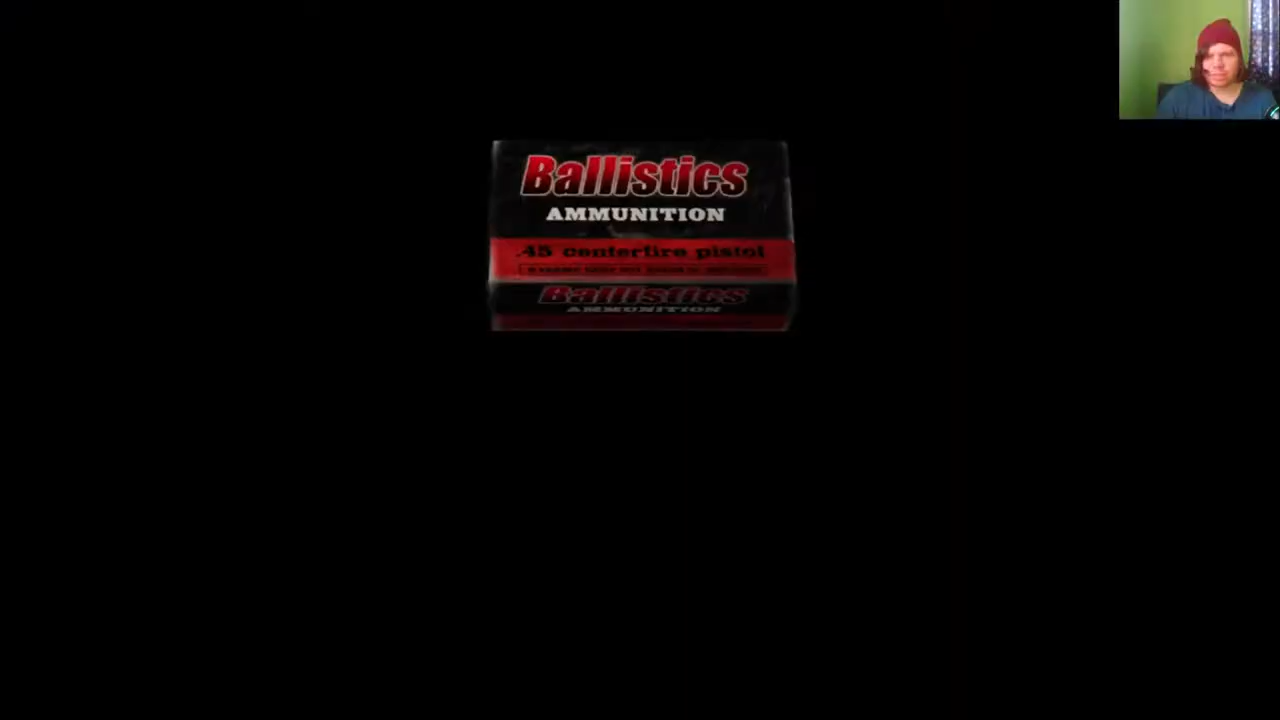 Ballistics
AMMUNITION
.45 centerfire pistol
Ballistics
AMMUNITION